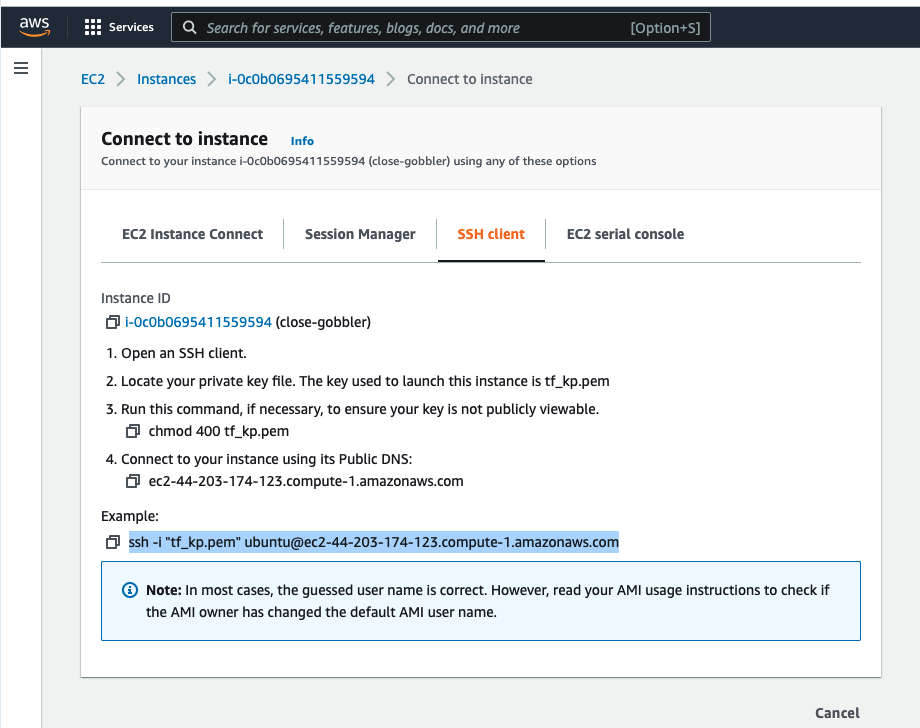 aws
Services
Search for services, features, blogs, docs, and more
[Option+S]
EC2 > Instances > i-0c0b0695411559594 > Connect to instance
Connect to instance Info
Connect to your instance i-0c0b0695411559594 (close-gobbler) using any of these options
EC2 Instance Connect
Session Manager
SSH client
EC2 serial console
Instance ID
i-0c0b0695411559594 (close-gobbler)
1. Open an SSH client.
2. Locate your private key file. The key used to launch this instance is tf_kp.pem
3. Run this command, if necessary, to ensure your key is not publicly viewable.
chmod 400 tf_kp.pem
4. Connect to your instance using its Public DNS:
ec2-44-203-174-123.compute-1.amazonaws.com
Example:
ssh -i "tf_kp.pem" ubuntu@ec2-44-203-174-123.compute-1.amazonaws.com
Note: In most cases, the guessed user name is correct. However, read your AMI usage instructions to check if
the AMI owner has changed the default AMI user name.
Cancel